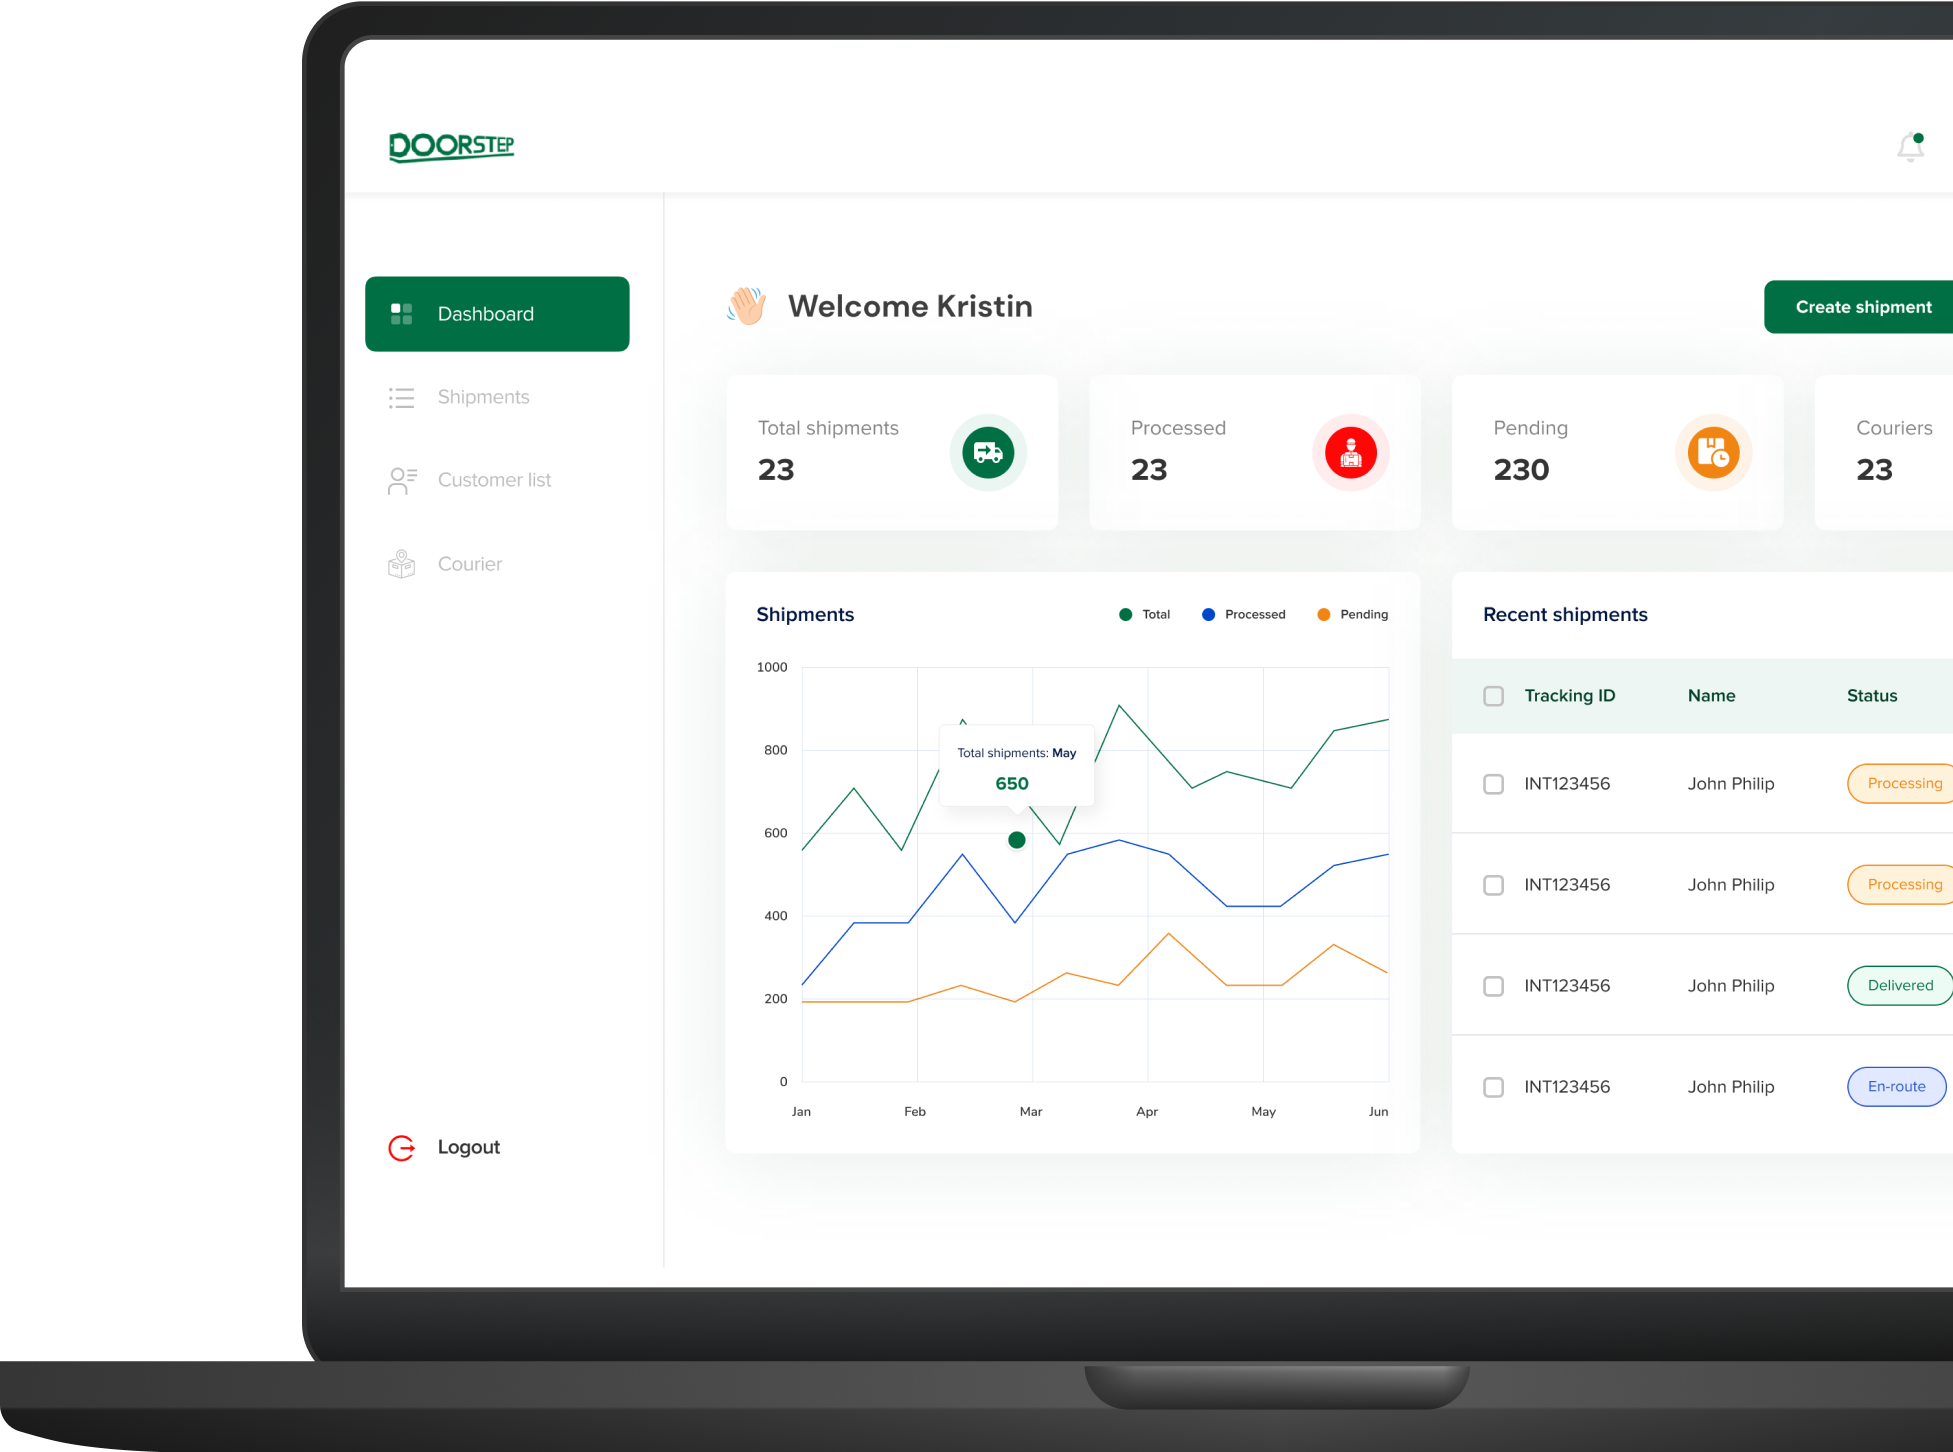 DOORSTEP
Dashboard
Shipments
Customer list
Courier
Logout
Welcome Kristin
Create shipment
Total shipments
23
Processed
23
Pending
230
Couriers
23
Shipments
Total
Processed
Pending
1000
800
600
400
200
0
Total shipments: May
650
Jan Feb Mar Apr May Jun
Recent shipments
Tracking ID Name Status
INT123456 John Philip Processing
INT123456 John Philip Processing
INT123456 John Philip Delivered
INT123456 John Philip En-route